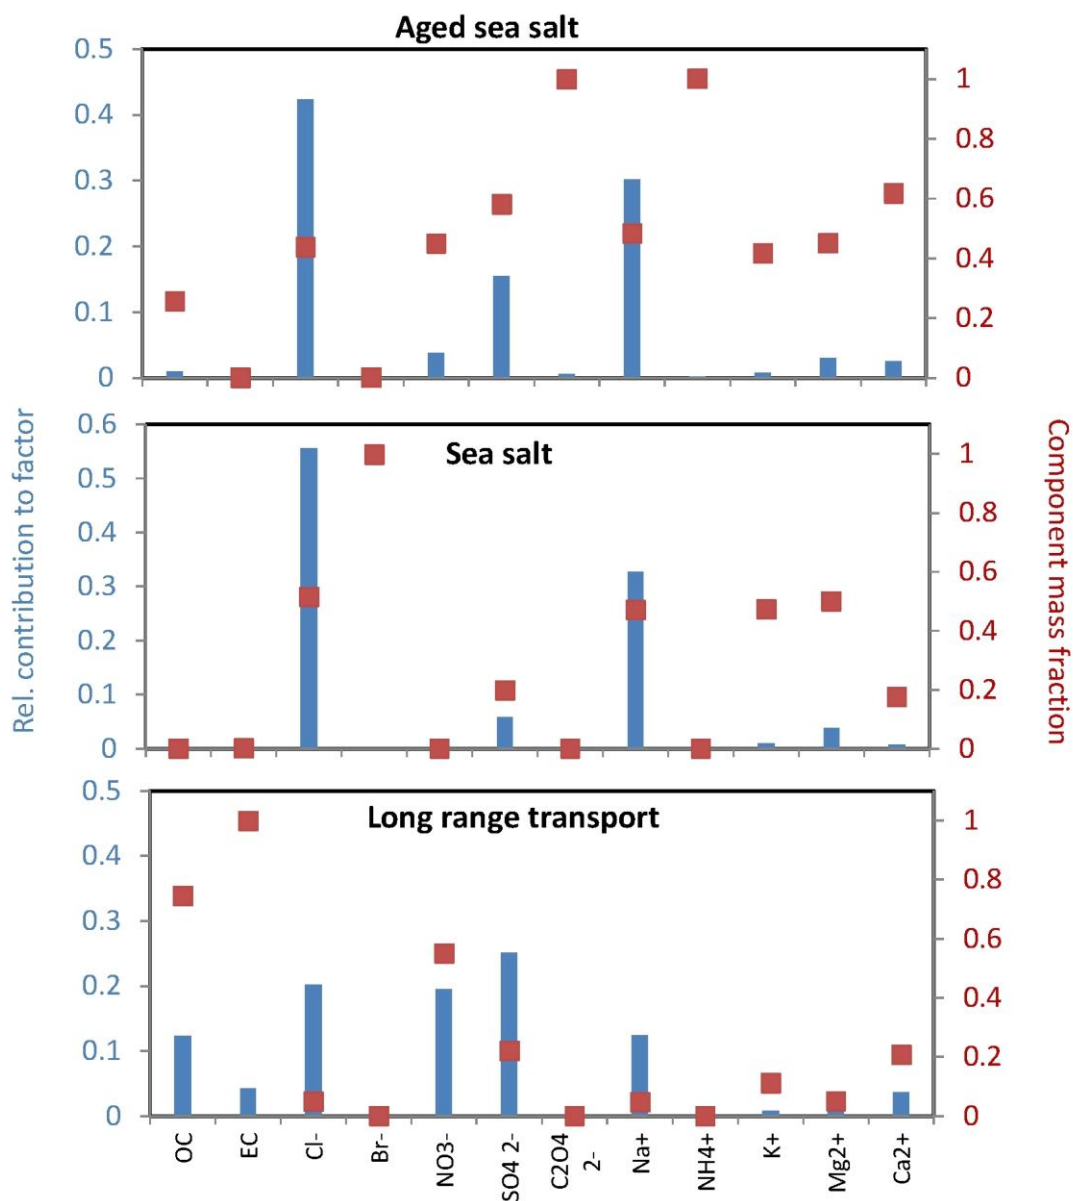 Aged sea salt
0.5
0.4
0.3
0.2
0.1
0
1
0.8
0.6
0.4
0.2
0
Rel. contribution to factor
Component mass fraction
Sea salt
0.6
0.5
0.4
0.3
0.2
0.1
0
1
0.8
0.6
0.4
0.2
0
Long range transport
0.5
0.4
0.3
0.2
0.1
0
1
0.8
0.6
0.4
0.2
0
OC
EC
Cl-
Br-
NO3-
SO4 2-
C2O4
2-
Na+
NH4+
K+
Mg2+
Ca2+